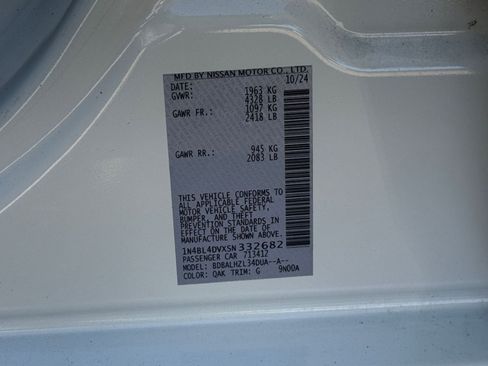 MFD BY NISSAN MOTOR CO., LTD.
DATE: 10/24
GVWR: 1963 KG
4328 LB
GAWR FR.: 1097 KG
2418 LB
GAWR RR.: 945 KG
2083 LB
THIS VEHICLE CONFORMS TO
ALL APPLICABLE FEDERAL
MOTOR VEHICLE SAFETY,
BUMPER, AND THEFT
PREVENTION STANDARDS IN
EFFECT ON THE DATE OF
MANUFACTURE SHOWN ABOVE.
1N4BL4DVXSN332682
PASSENGER CAR 713412
MODEL: BDBALHZL34DUA--A--
COLOR: QAK TRIM: G 9N00A